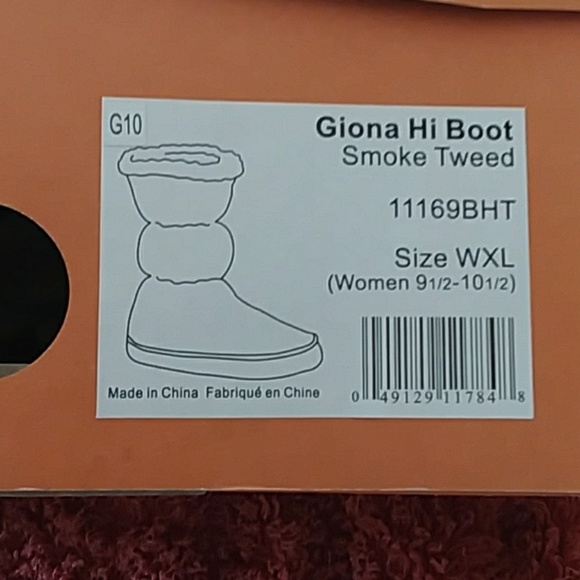 G10
Giona Hi Boot
Smoke Tweed
11169BHT
Size WXL
(Women 91/2-101/2)
Made in China Fabriqué en Chine
0 49129 11784 8